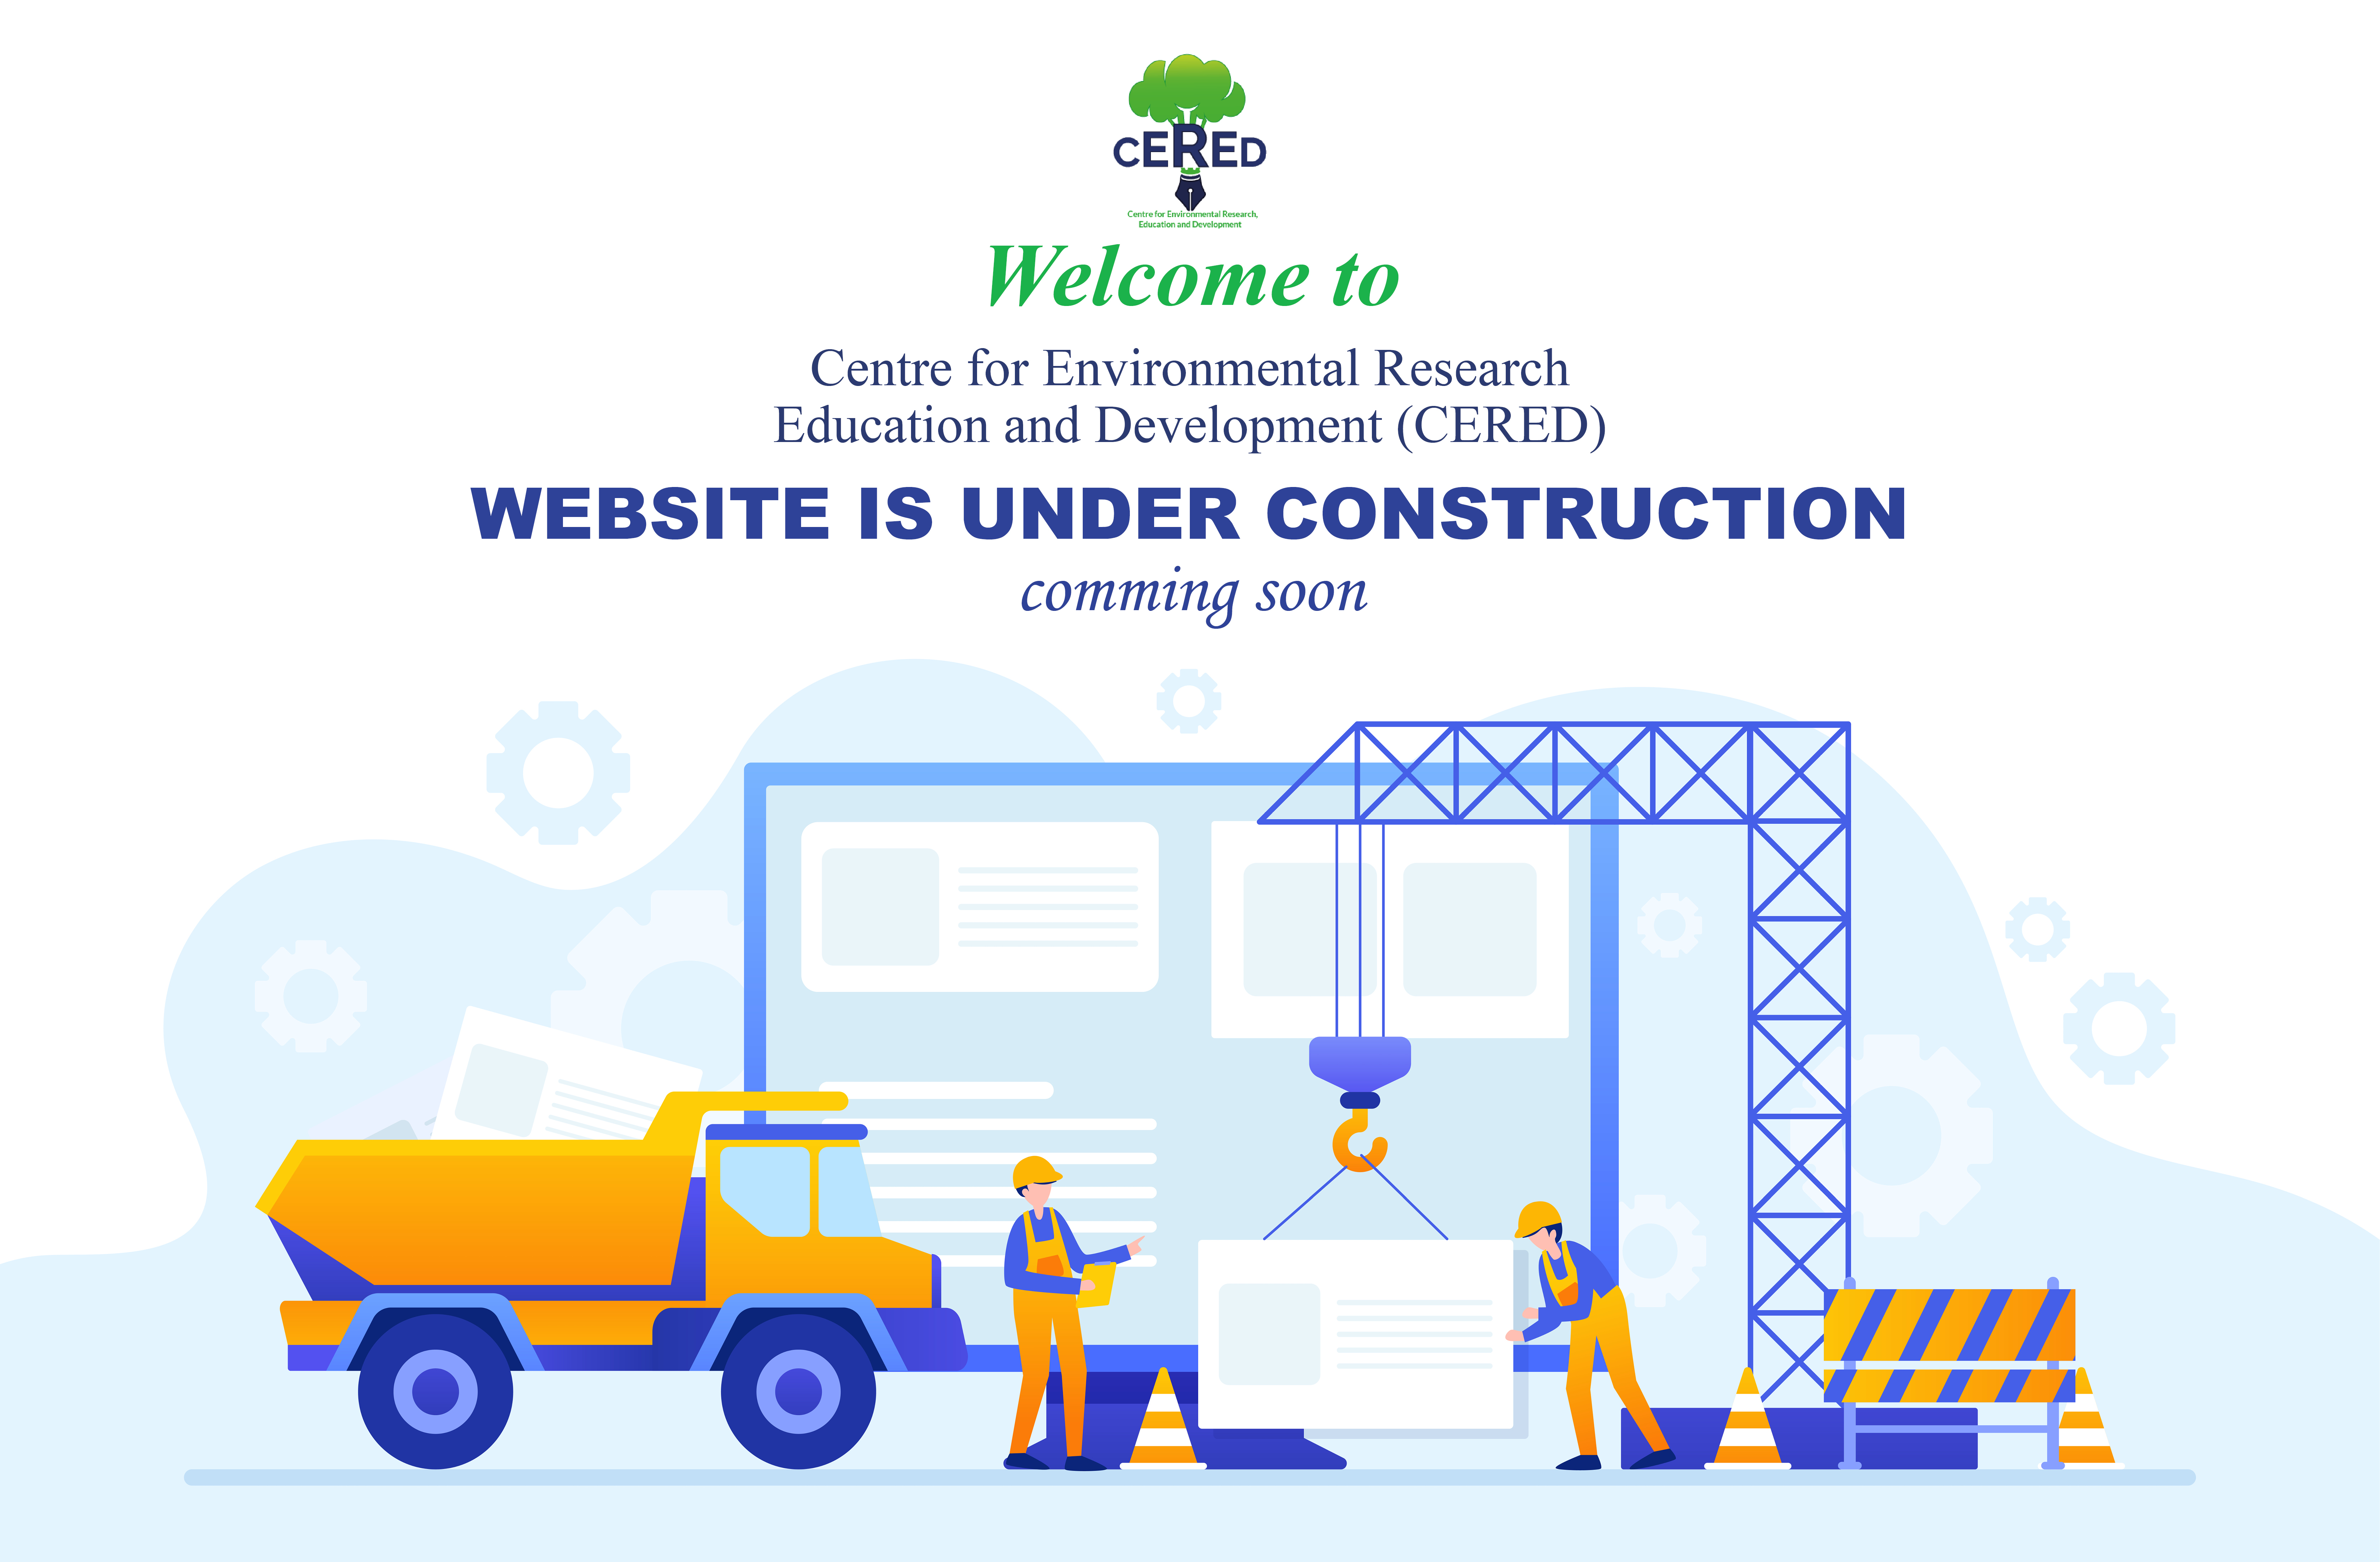 CERED
Centre for Environmental Research,
Education and Development
Welcome to
Centre for Environmental Research
Education and Development (CERED)
WEBSITE IS UNDER CONSTRUCTION
comming soon